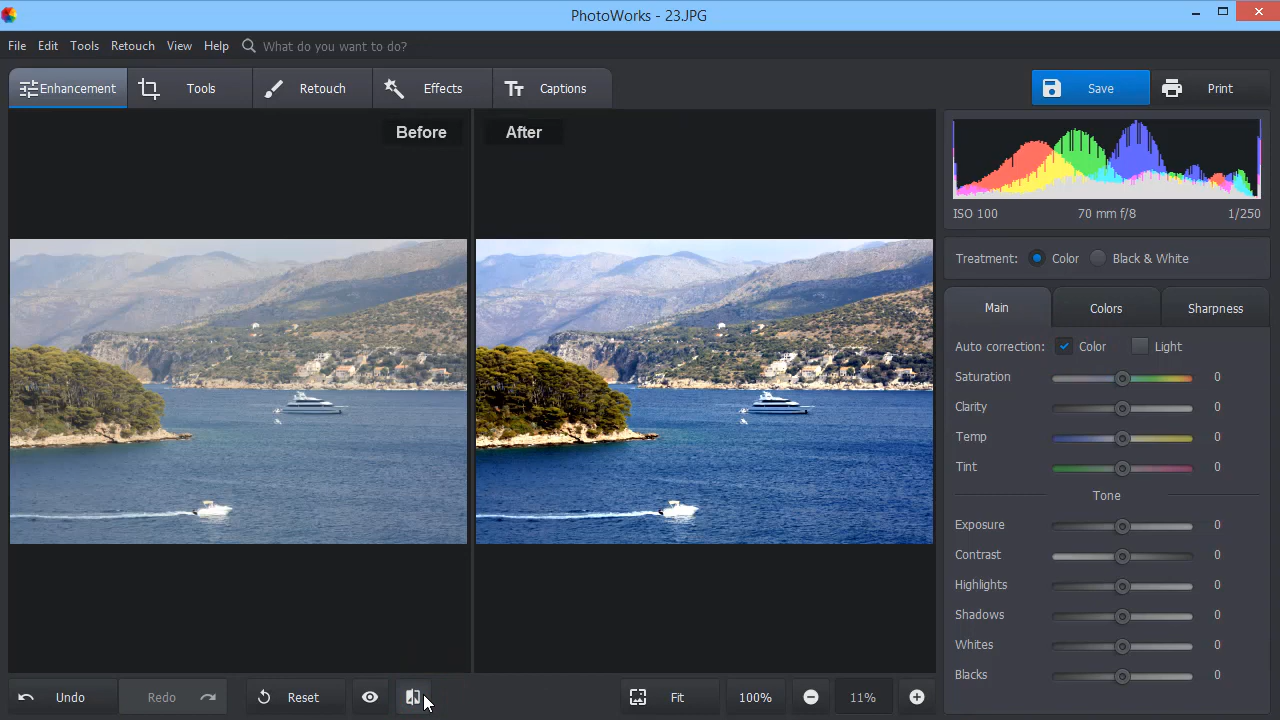 PhotoWorks - 23.JPG
File Edit Tools Retouch View Help What do you want to do?
Enhancement Tools Retouch Effects Captions Save Print
Before After
ISO 100 70 mm f/8 1/250
Treatment: Color Black & White
Main Colors Sharpness
Auto correction: Color Light
Saturation 0
Clarity 0
Temp 0
Tint 0
Tone
Exposure 0
Contrast 0
Highlights 0
Shadows 0
Whites 0
Blacks 0
Undo Redo Reset Fit 100% 11%